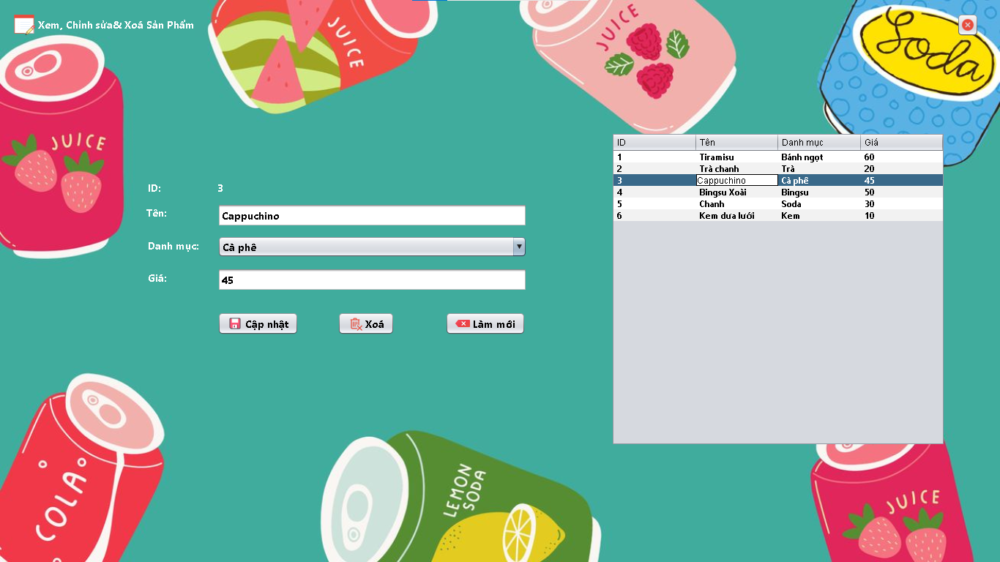 Xem, Chỉnh sửa& Xoá Sản Phẩm
JUICE
JUICE
Soda
JUICE
ID: 3
Tên: Cappuchino
Danh mục: Cà phê
Giá: 45
Cập nhật Xoá Làm mới
ID Tên Danh mục Giá
1 Tiramisu Bánh ngọt 60
2 Trà chanh Trà 20
3 Cappuchino Cà phê 45
4 Bingsu Xoài Bingsu 50
5 Chanh Soda 30
6 Kem dưa lưới Kem 10
COLA
LEMON
SODA
JUICE